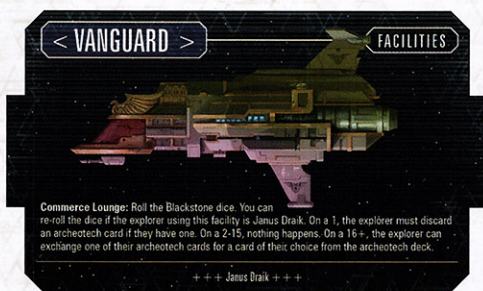 < VANGUARD >
FACILITIES
Commerce Lounge: Roll the Blackstone dice. You can
re-roll the dice if the explorer using this facility is Janus Draik. On a 1, the explorer must discard
an archeotech card if they have one. On a 2-15, nothing happens. On a 16+, the explorer can
exchange one of their archeotech cards for a card of their choice from the archeotech deck.
+ + + Janus Draik + + +